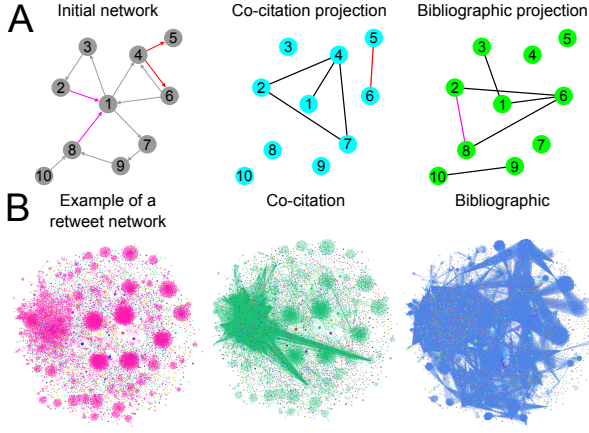 A
Initial network
Co-citation projection
Bibliographic projection
3 4 5
2 1 6
8 7
10 9
3 4 5
2 1 6
8 7
10 9
3 4 5
2 1 6
8 7
10 9
B
Example of a
retweet network
Co-citation
Bibliographic